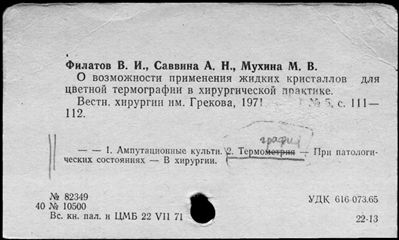 Филатов В. И., Саввина А. Н., Мухина М. В.
О возможности применения жидких кристаллов для
цветной термографии в хирургической практике.
Вестн. хирургии им. Грекова, 1971 № 5, с. 111—
112.
графия
— — 1. Ампутационные культи. 2. Термометрия — При патологи-
ческих состояниях — В хирургии.
№ 82349
40 № 10500
Вс. кн. пал. и ЦМБ 22 VII 71
УДК 616-073.65
22-13